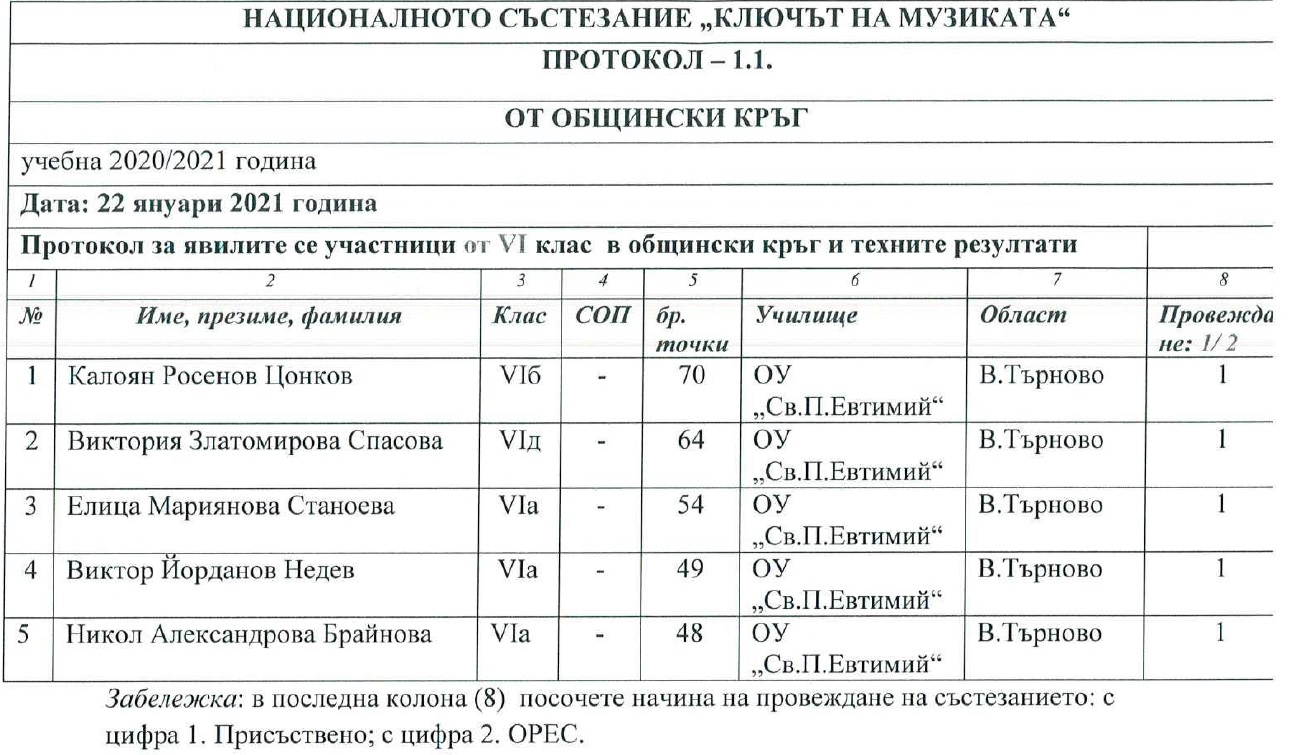 НАЦИОНАЛНОТО СЪСТЕЗАНИЕ „КЛЮЧЪТ НА МУЗИКАТА“
ПРОТОКОЛ – 1.1.
ОТ ОБЩИНСКИ КРЪГ
учебна 2020/2021 година
Дата: 22 януари 2021 година
Протокол за явилите се участници от VI клас в общински кръг и техните резултати
1 2 3 4 5 6 7 8
№ Име, презиме, фамилия Клас СОП бр. Училище Област Провежда
точки не: 1/ 2
1 Калоян Росенов Цонков VIб - 70 ОУ В.Търново 1
„Св.П.Евтимий“
2 Виктория Златомирова Спасова VIд - 64 ОУ В.Търново 1
„Св.П.Евтимий“
3 Елица Мариянова Станоева VIа - 54 ОУ В.Търново 1
„Св.П.Евтимий“
4 Виктор Йорданов Недев VIа - 49 ОУ В.Търново 1
„Св.П.Евтимий“
5 Никол Александрова Брайнова VIа - 48 ОУ В.Търново 1
„Св.П.Евтимий“
Забележка: в последна колона (8) посочете начина на провеждане на състезанието: с
цифра 1. Присъствено; с цифра 2. ОРЕС.